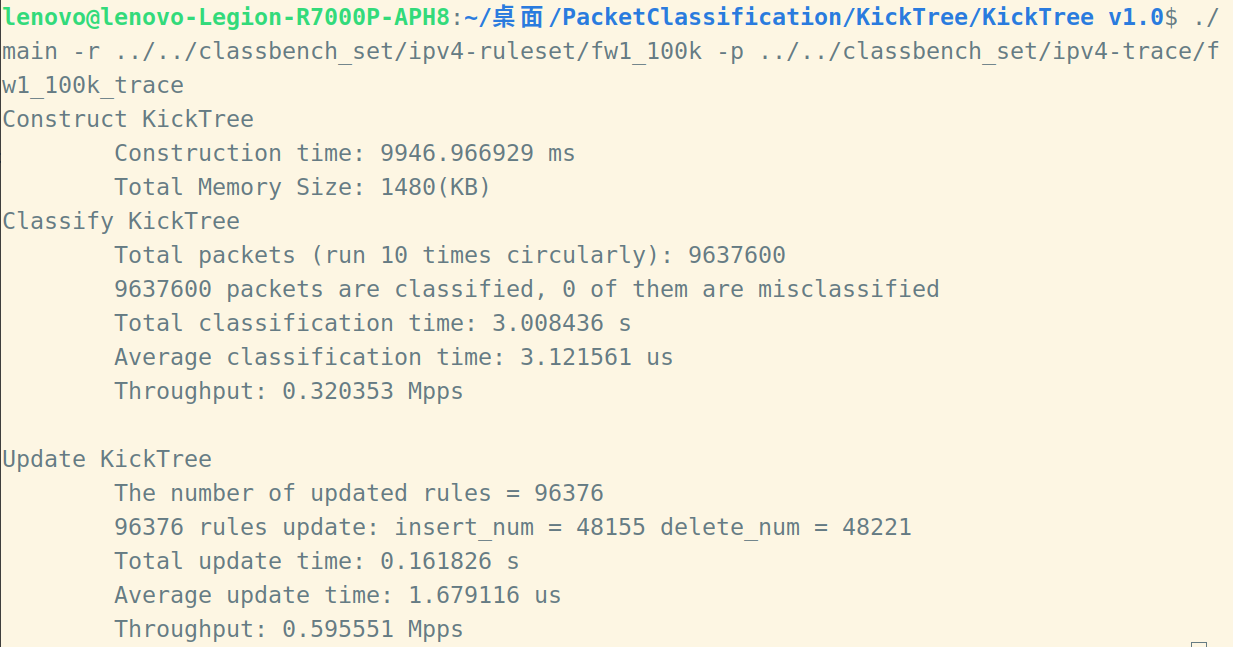 lenovo@lenovo-Legion-R7000P-APH8:~/桌面/PacketClassification/KickTree/KickTree v1.0$ ./
main -r ../../classbench_set/ipv4-ruleset/fw1_100k -p ../../classbench_set/ipv4-trace/f
w1_100k_trace
Construct KickTree
Construction time: 9946.966929 ms
Total Memory Size: 1480(KB)
Classify KickTree
Total packets (run 10 times circularly): 9637600
9637600 packets are classified, 0 of them are misclassified
Total classification time: 3.008436 s
Average classification time: 3.121561 us
Throughput: 0.320353 Mpps
Update KickTree
The number of updated rules = 96376
96376 rules update: insert_num = 48155 delete_num = 48221
Total update time: 0.161826 s
Average update time: 1.679116 us
Throughput: 0.595551 Mpps